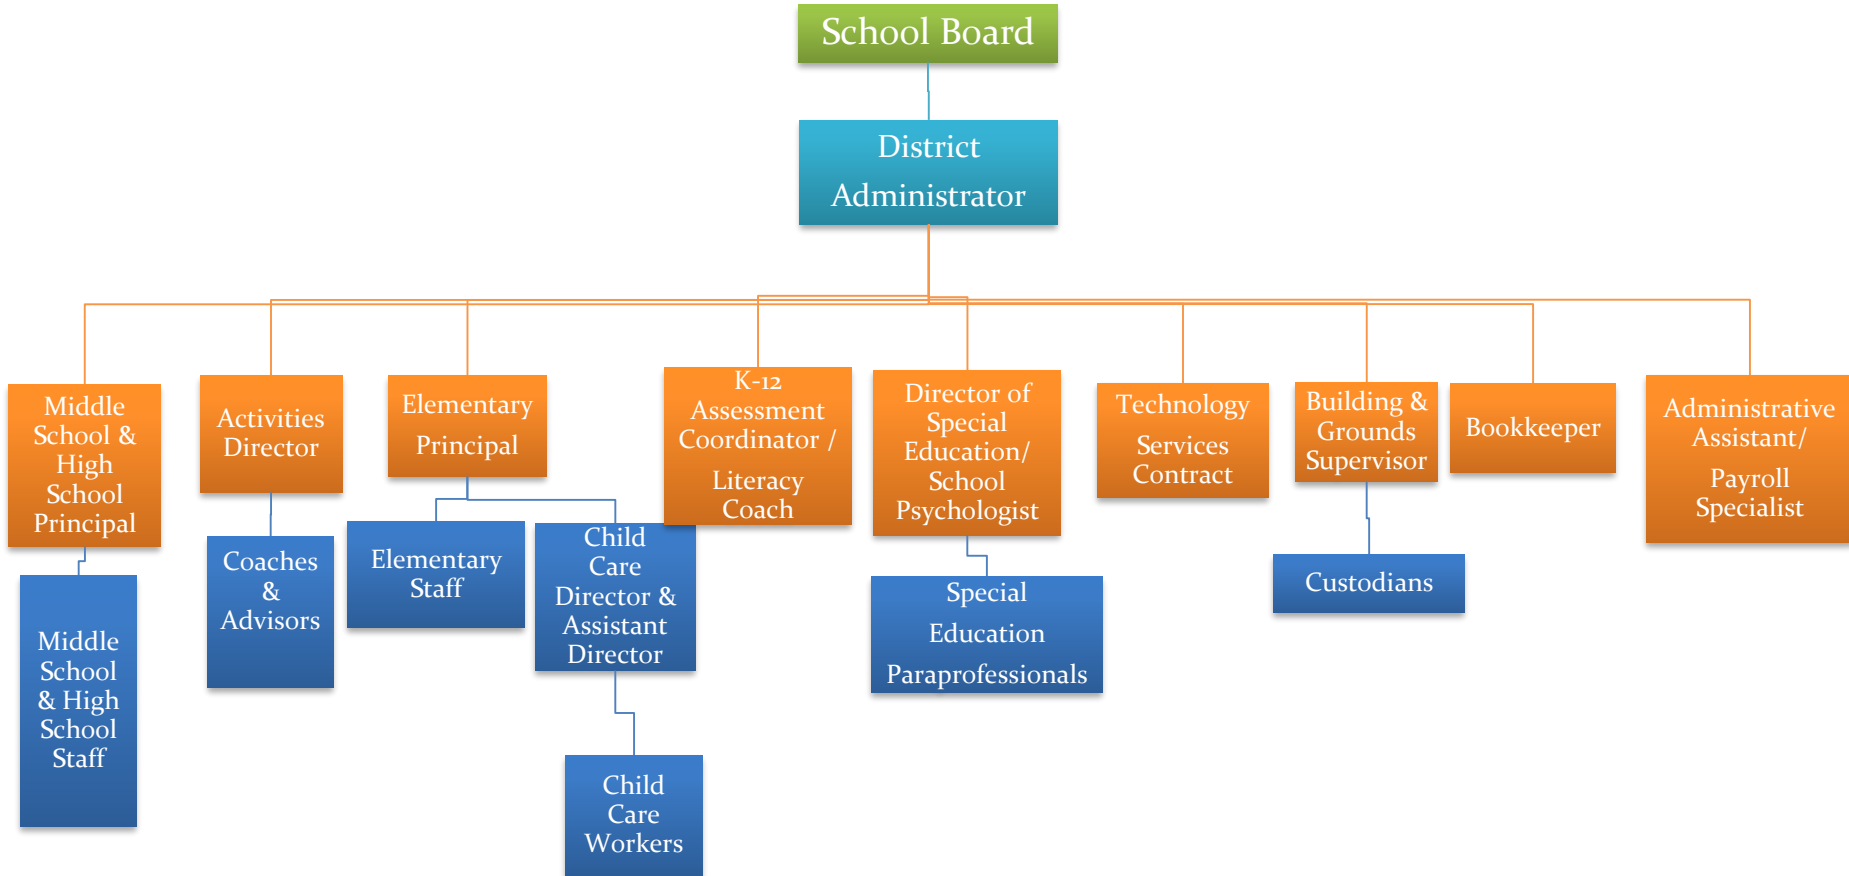 School Board
District
Administrator
Middle
School &
High
School
Principal
Activities
Director
Elementary
Principal
K-12
Assessment
Coordinator /
Literacy
Coach
Director of
Special
Education/
School
Psychologist
Technology
Services
Contract
Building &
Grounds
Supervisor
Bookkeeper
Administrative
Assistant/
Payroll
Specialist
Middle
School
& High
School
Staff
Coaches
&
Advisors
Elementary
Staff
Child
Care
Director &
Assistant
Director
Special
Education
Paraprofessionals
Custodians
Child
Care
Workers